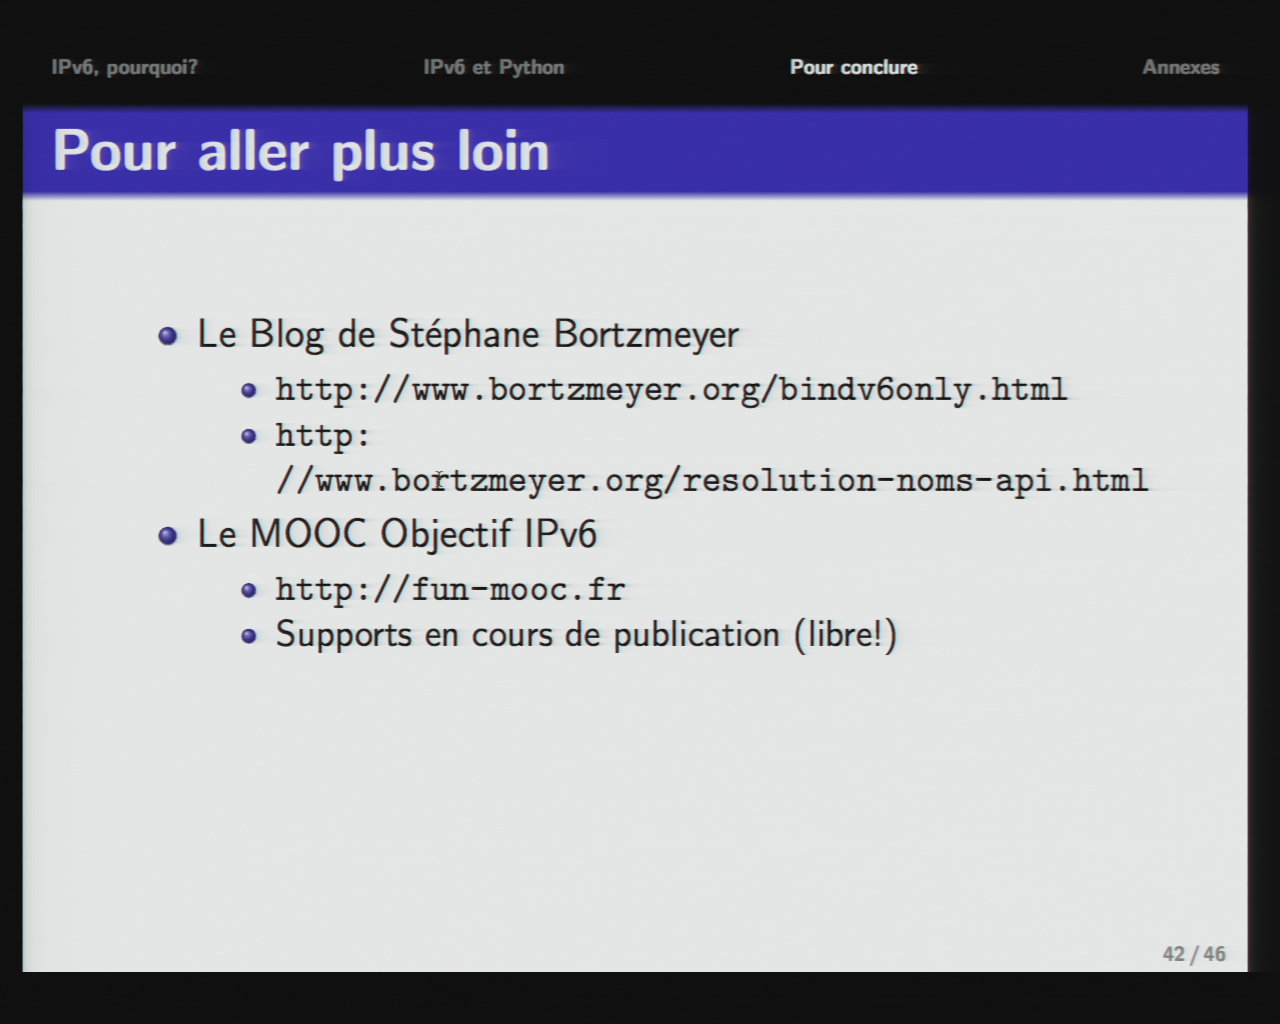 IPv6, pourquoi? IPv6 et Python Pour conclure Annexes
Pour aller plus loin
Le Blog de Stéphane Bortzmeyer
http://www.bortzmeyer.org/bindv6only.html
http:
//www.bortzmeyer.org/resolution-noms-api.html
Le MOOC Objectif IPv6
http://fun-mooc.fr
Supports en cours de publication (libre!)
42 / 46